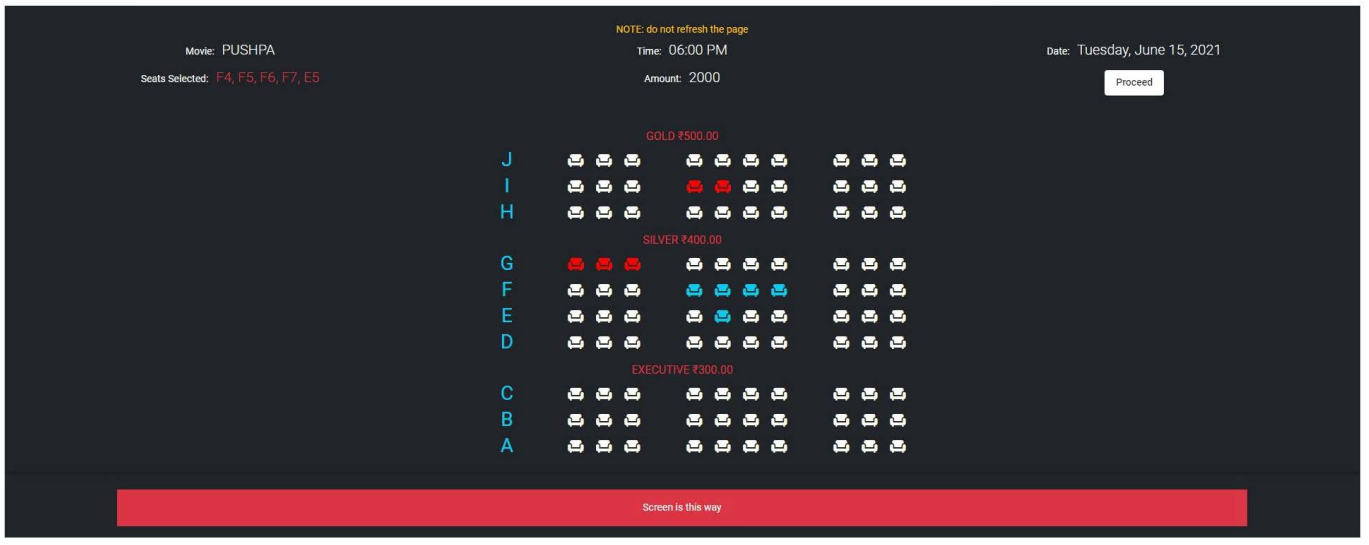 NOTE: do not refresh the page
Movie: PUSHPA Time: 06:00 PM Date: Tuesday, June 15, 2021
Seats Selected: F4, F5, F6, F7, E5 Amount: 2000 Proceed
GOLD ₹500.00
J
I
H
SILVER ₹400.00
G
F
E
D
EXECUTIVE ₹300.00
C
B
A
Screen is this way